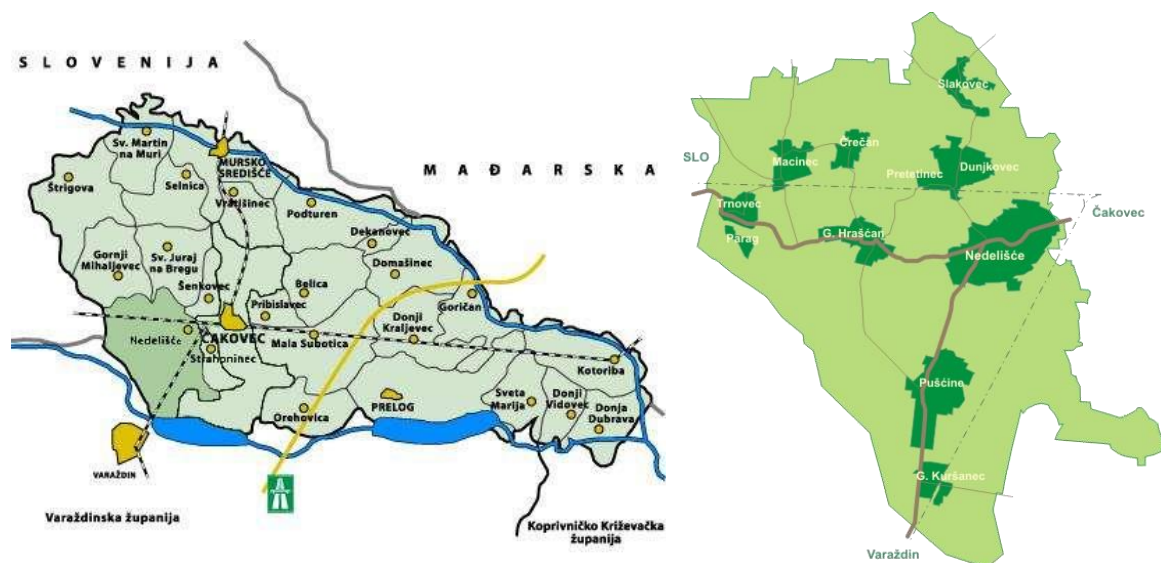 SLOVENIJA
MAĐARSKA
Sv. Martin
na Muri
MURSKO
SREDIŠĆE
Štrigova
Selnica
Vratišinec
Podturen
Dekanovec
Gornji
Mihaljevec
Sv. Juraj
na Bregu
Domašinec
Šenkovec
Belica
Goričan
Pribislavec
Donji
Kraljevec
Nedelišće
ČAKOVEC
Mala Subotica
Strahoninec
Kotoriba
Orehovica
PRELOG
Sveta
Marija
Donji
Vidovec
Donja
Dubrava
VARAŽDIN
Varaždinska županija
Koprivničko Križevačka
županija
Slakovec
SLO
Macinec
Črečan
Pretetinec
Dunjkovec
Trnovec
Čakovec
Parag
G. Hrašćan
Nedelišće
Pušćine
G. Kuršanec
Varaždin